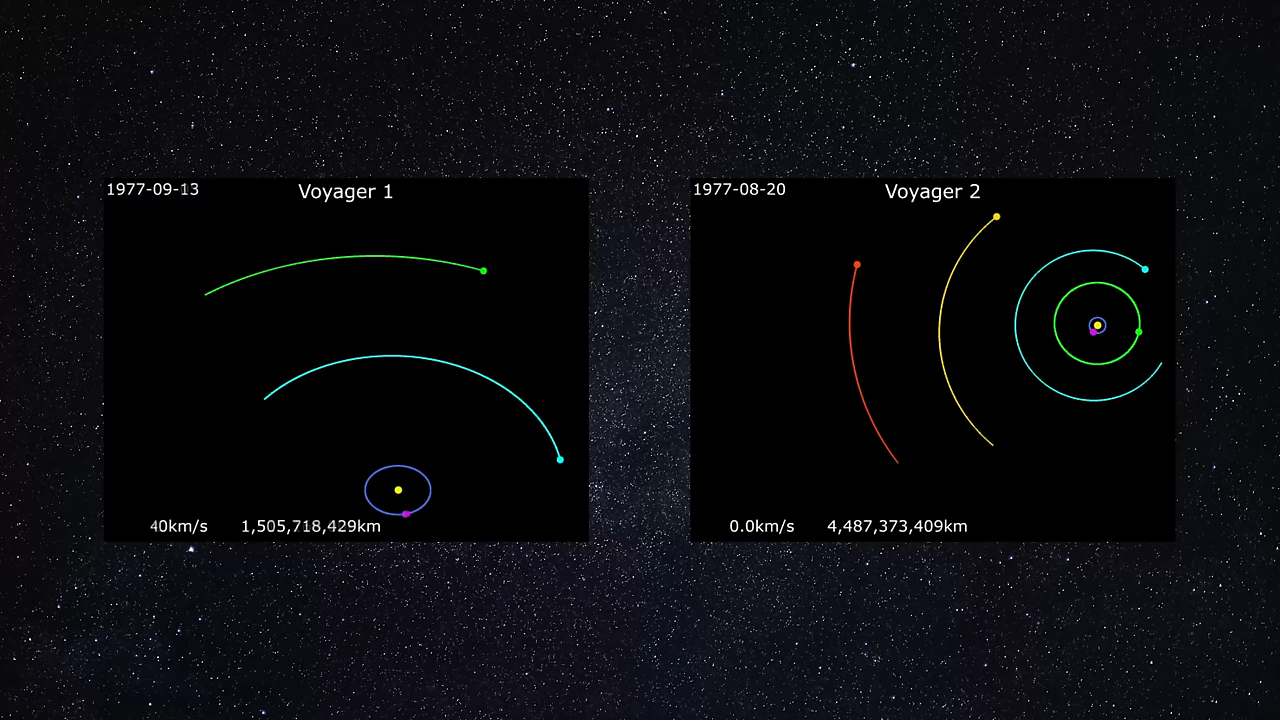 1977-09-13
Voyager 1
40km/s
1,505,718,429km
1977-08-20
Voyager 2
0.0km/s
4,487,373,409km